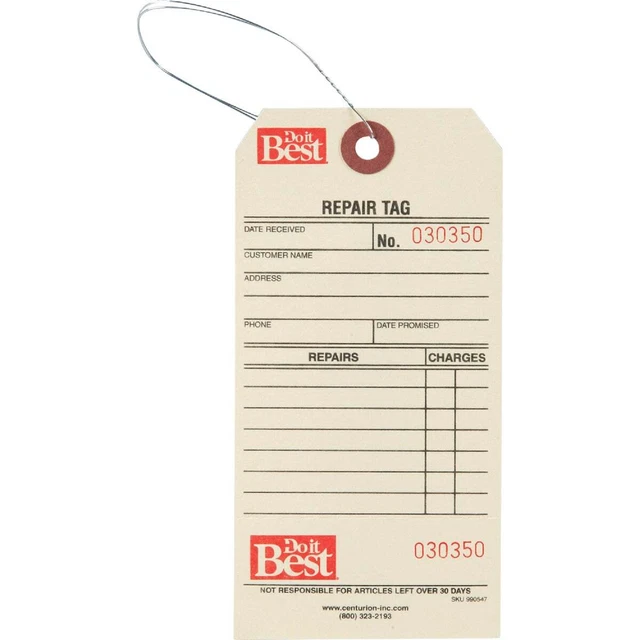 Do it
Best
REPAIR TAG
DATE RECEIVED
No. 030350
CUSTOMER NAME
ADDRESS
PHONE DATE PROMISED
REPAIRS CHARGES
Do it
Best
030350
NOT RESPONSIBLE FOR ARTICLES LEFT OVER 30 DAYS
SKU 990547
www.centurion-inc.com
(800) 323-2193